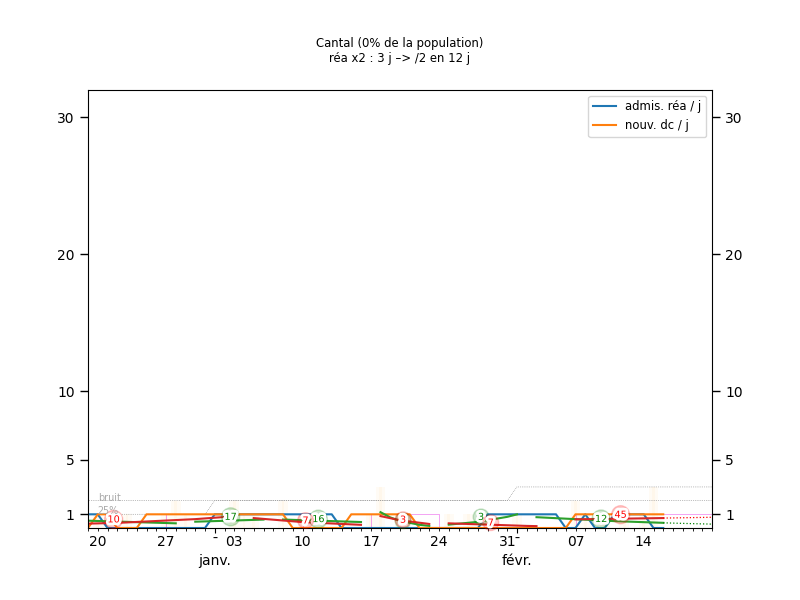 Cantal (0% de la population)
réa x2 : 3 j –> /2 en 12 j
admis. réa / j
nouv. dc / j
30 30
20 20
10 10
5 5
bruit
25%
1 1
10 17 7 16 3 3 7 12 45
20 27 - 03 10 17 24 31 - 07 14
janv. févr.